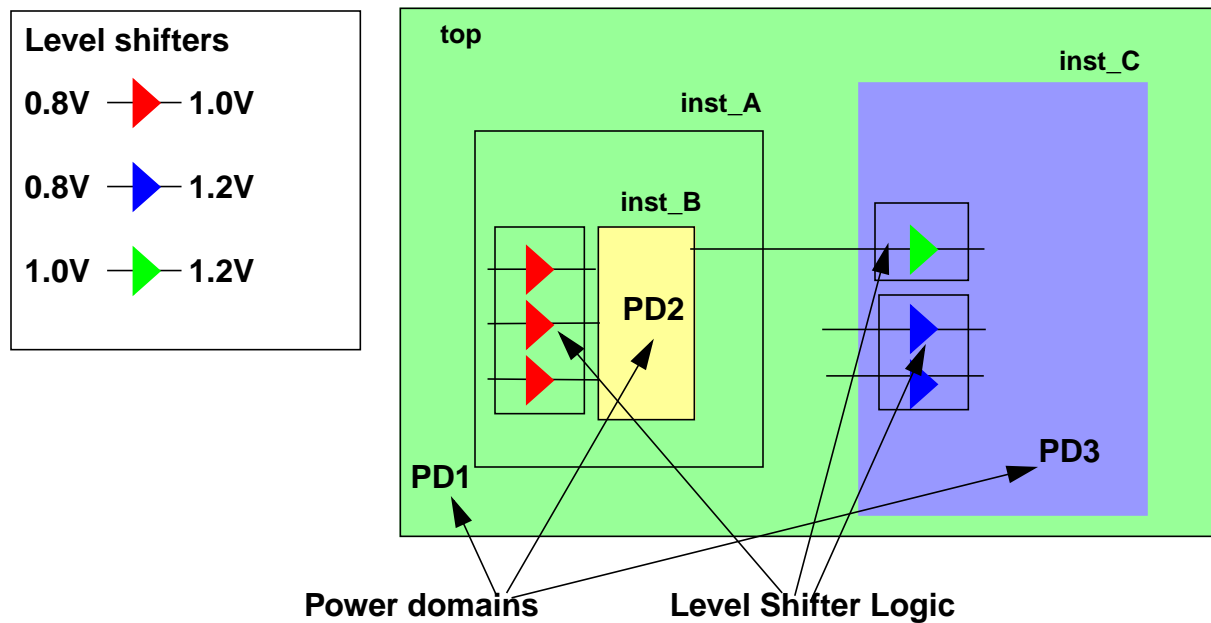 Level shifters
0.8V 1.0V
0.8V 1.2V
1.0V 1.2V
top
inst_C
inst_A
inst_B
PD2
PD3
PD1
Power domains
Level Shifter Logic